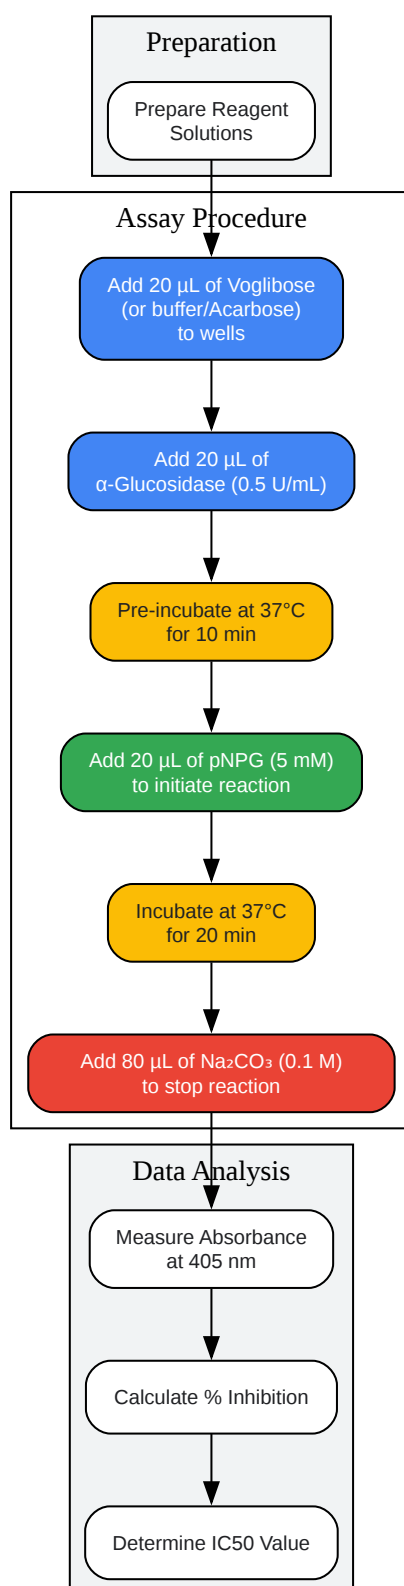 Preparation
Prepare Reagent
Solutions
Assay Procedure
Add 20 µL of Voglibose
(or buffer/Acarbose)
to wells
Add 20 µL of
α-Glucosidase (0.5 U/mL)
Pre-incubate at 37°C
for 10 min
Add 20 µL of pNPG (5 mM)
to initiate reaction
Incubate at 37°C
for 20 min
Add 80 µL of Na₂CO₃ (0.1 M)
to stop reaction
Data Analysis
Measure Absorbance
at 405 nm
Calculate % Inhibition
Determine IC50 Value